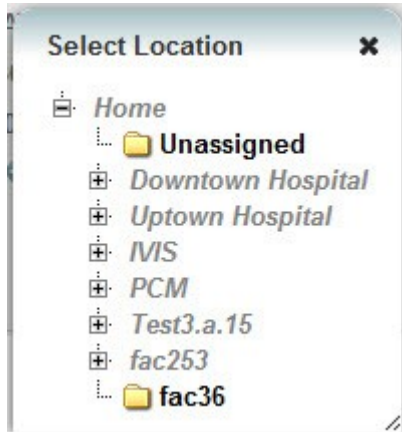 Select Location
Home
Unassigned
Downtown Hospital
Uptown Hospital
IVIS
PCM
Test3.a.15
fac253
fac36